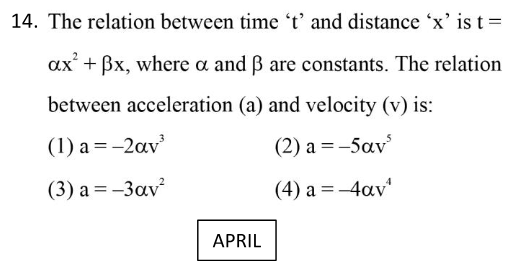 14. The relation between time ‘t’ and distance ‘x’ is t =
αx² + βx, where α and β are constants. The relation
between acceleration (a) and velocity (v) is:
(1) a = –2αv³ (2) a = –5αv⁵
(3) a = –3αv² (4) a = –4αv⁴
APRIL